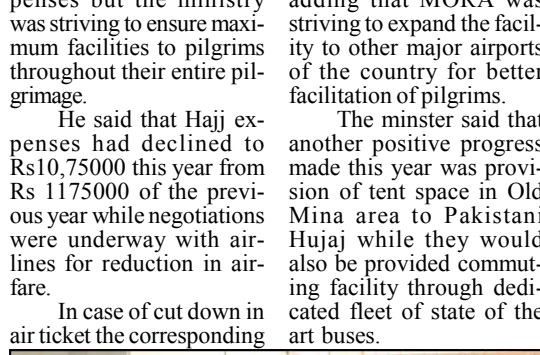 penses but the ministry
was striving to ensure maxi-
mum facilities to pilgrims
throughout their entire pil-
grimage.
He said that Hajj ex-
penses had declined to
Rs10,75000 this year from
Rs 1175000 of the previ-
ous year while negotiations
were underway with air-
lines for reduction in air-
fare.
In case of cut down in
air ticket the corresponding
adding that MORA was
striving to expand the facil-
ity to other major airports
of the country for better
facilitation of pilgrims.
The minster said that
another positive progress
made this year was provi-
sion of tent space in Old
Mina area to Pakistani
Hujaj while they would
also be provided commut-
ing facility through dedi-
cated fleet of state of the
art buses.